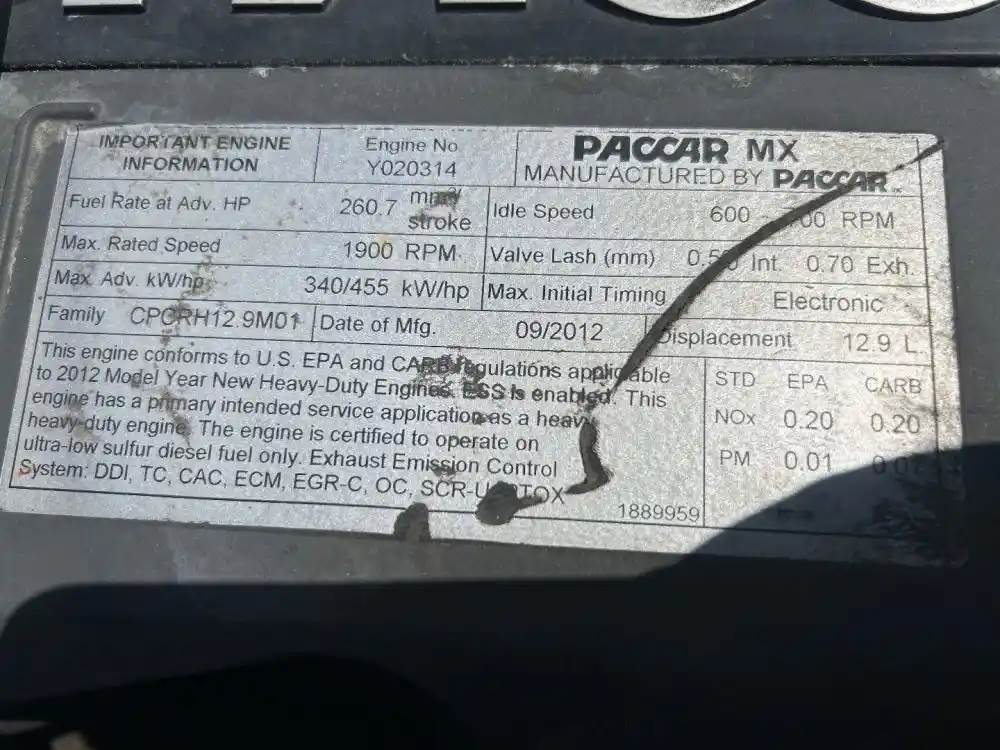 IMPORTANT ENGINE
INFORMATION
Engine No.
Y020314
PACCAR MX
MANUFACTURED BY PACCAR
Fuel Rate at Adv. HP 260.7 mm3/
stroke
Idle Speed 600 - RPM
Max. Rated Speed 1900 RPM
Valve Lash (mm) Int. 0.70 Exh.
Max. Adv. kW/hp 340/455 kW/hp
Max. Initial Timing Electronic
Family CPCRH12.9M01
Date of Mfg. 09/2012
Displacement 12.9 L.
This engine conforms to U.S. EPA and CARB regulations applicable
to 2012 Model Year New Heavy-Duty Engines. ESS is enabled. This
engine has a primary intended service application as a heavy
heavy-duty engine. The engine is certified to operate on
ultra-low sulfur diesel fuel only. Exhaust Emission Control
System: DDI, TC, CAC, ECM, EGR-C, OC,
STD EPA CARB
NOx 0.20 0.20
PM 0.01
1889959